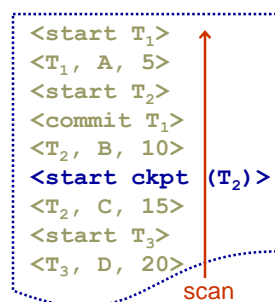 <start T₁>
<T₁, A, 5>
<start T₂>
<commit T₁>
<T₂, B, 10>
<start ckpt (T₂)>
<T₂, C, 15>
<start T₃>
<T₃, D, 20>
scan